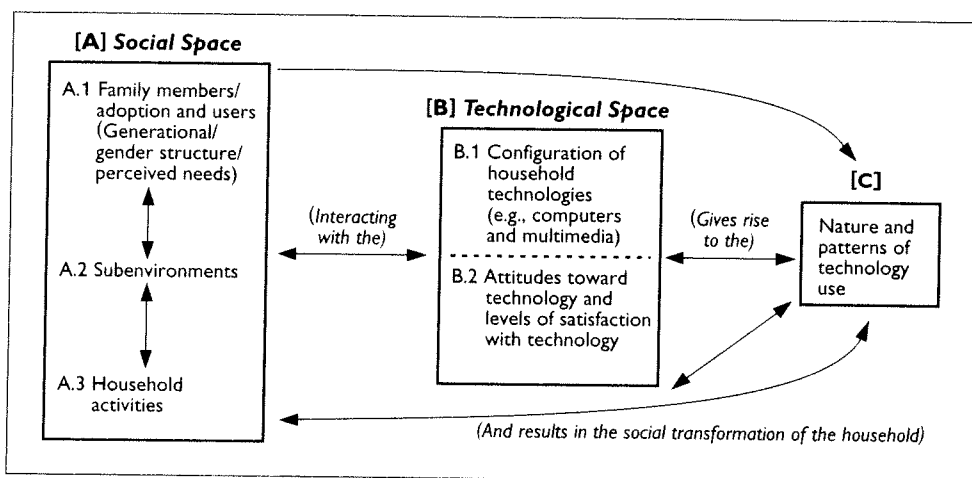 [A] Social Space
A.1 Family members/
adoption and users
(Generational/
gender structure/
perceived needs)
A.2 Subenvironments
A.3 Household
activities
(Interacting
with the)
[B] Technological Space
B.1 Configuration of
household
technologies
(e.g., computers
and multimedia)
B.2 Attitudes toward
technology and
levels of satisfaction
with technology
(Gives rise
to the)
[C]
Nature and
patterns of
technology
use
(And results in the social transformation of the household)